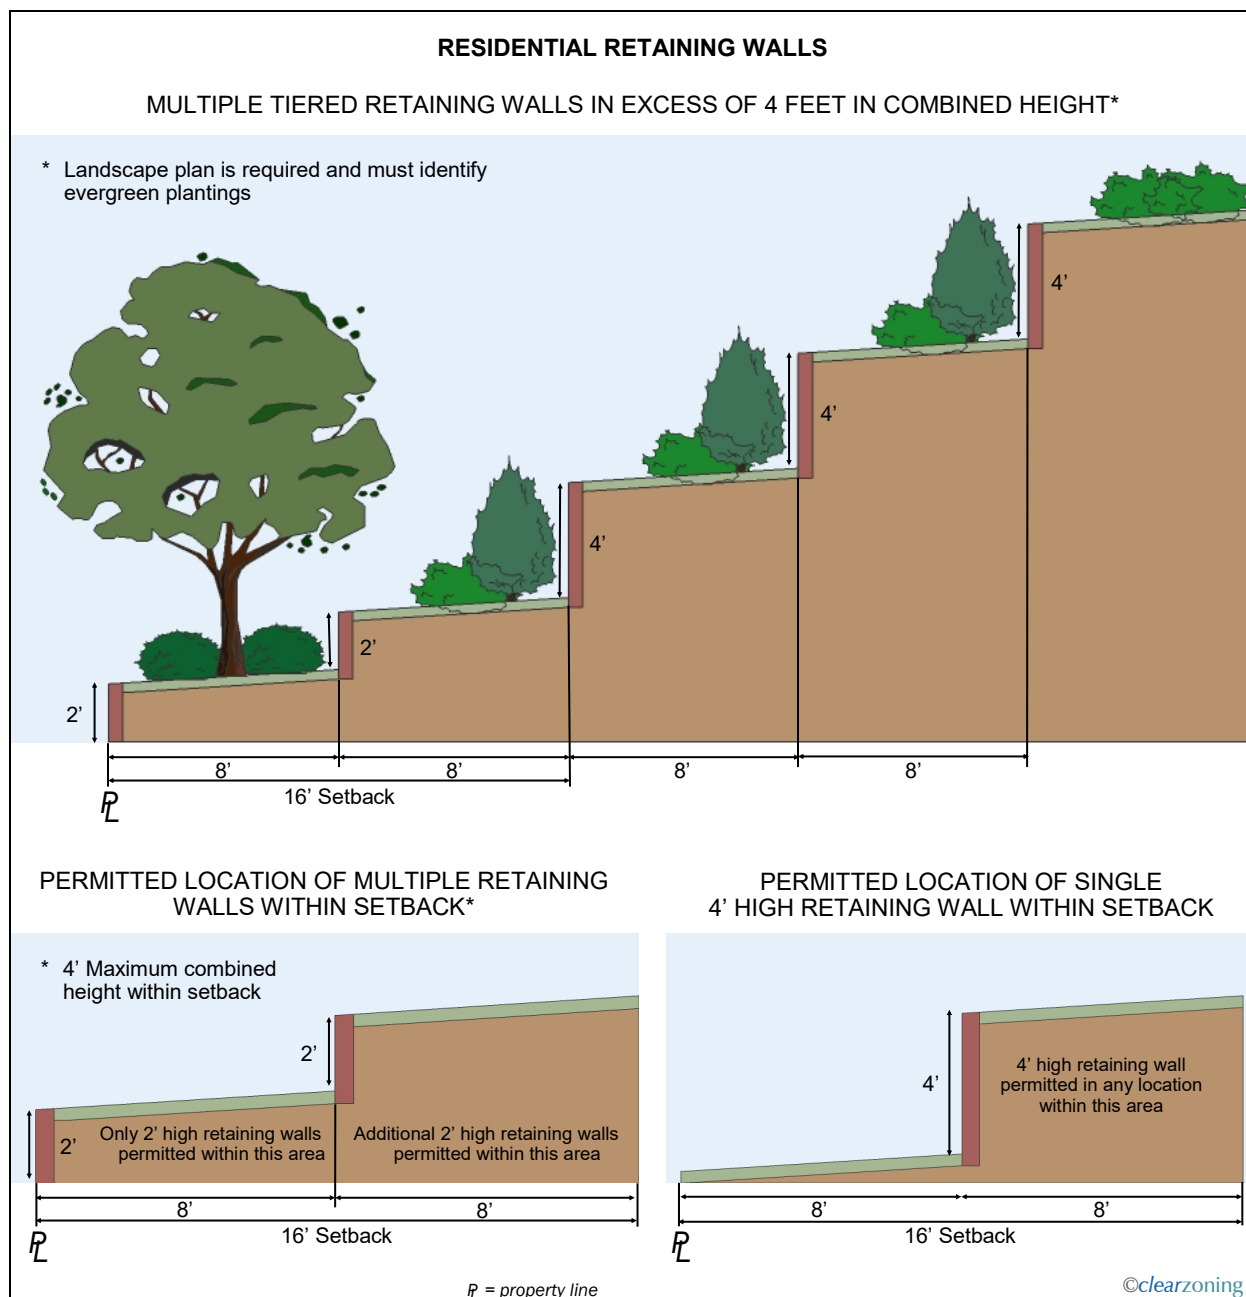 RESIDENTIAL RETAINING WALLS
MULTIPLE TIERED RETAINING WALLS IN EXCESS OF 4 FEET IN COMBINED HEIGHT*
* Landscape plan is required and must identify
evergreen plantings
4’
4’
4’
2’
2’
8’
8’
8’
8’
16’ Setback
PL
PERMITTED LOCATION OF MULTIPLE RETAINING
WALLS WITHIN SETBACK*
* 4’ Maximum combined
height within setback
2’
2’
Only 2’ high retaining walls
permitted within this area
Additional 2’ high retaining walls
permitted within this area
8’
8’
16’ Setback
PL
PERMITTED LOCATION OF SINGLE
4’ HIGH RETAINING WALL WITHIN SETBACK
4’
4’ high retaining wall
permitted in any location
within this area
8’
8’
16’ Setback
PL
PL = property line
©clearzoning